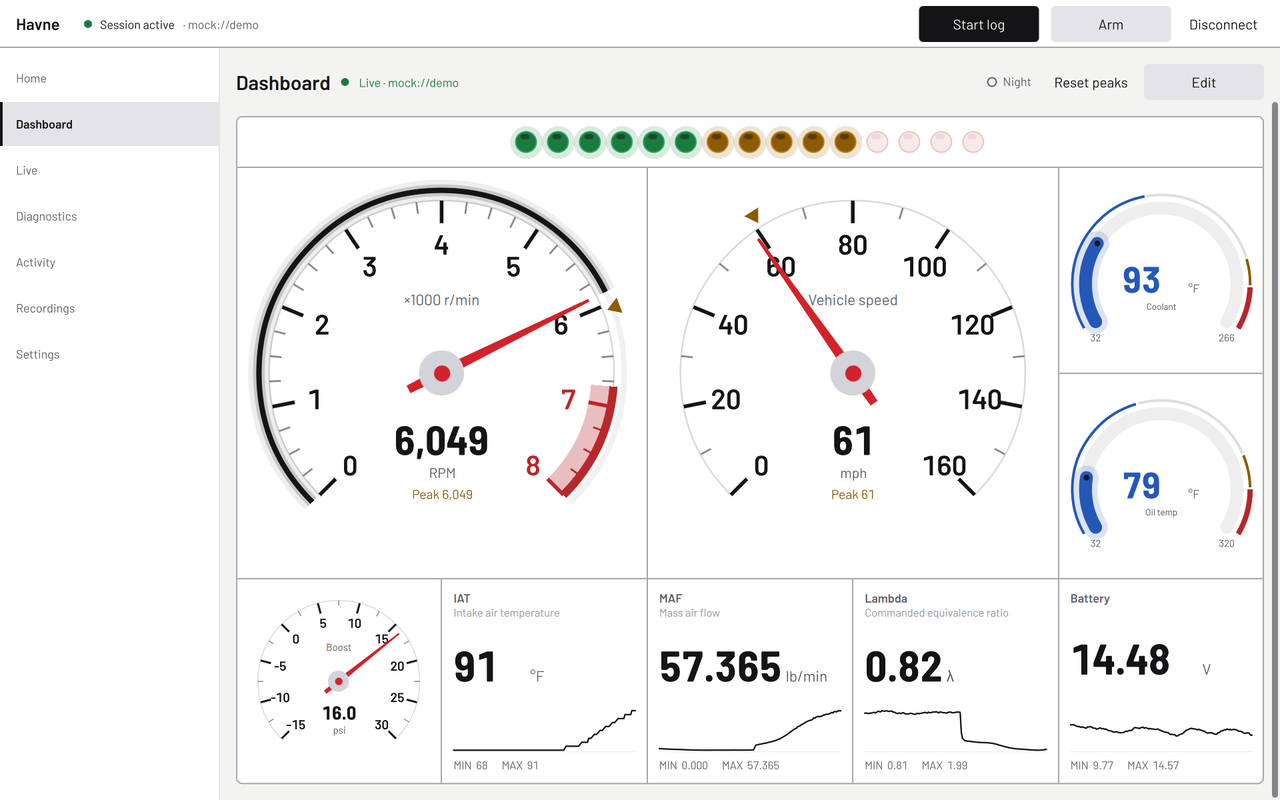 Havne
Session active · mock://demo
Start log
Arm
Disconnect
Home
Dashboard
Live
Diagnostics
Activity
Recordings
Settings
Dashboard
Live · mock://demo
Night
Reset peaks
Edit
0
1
2
3
4
5
6
7
8
×1000 r/min
6,049
RPM
Peak 6,049
0
20
40
60
80
100
120
140
160
Vehicle speed
61
mph
Peak 61
93 °F
Coolant
32 266
79 °F
Oil temp
32 320
-15
-10
-5
0
5
10
15
20
25
30
Boost
16.0
psi
IAT
Intake air temperature
91 °F
MIN 68 MAX 91
MAF
Mass air flow
57.365 lb/min
MIN 0.000 MAX 57.365
Lambda
Commanded equivalence ratio
0.82 λ
MIN 0.81 MAX 1.99
Battery
14.48 V
MIN 9.77 MAX 14.57